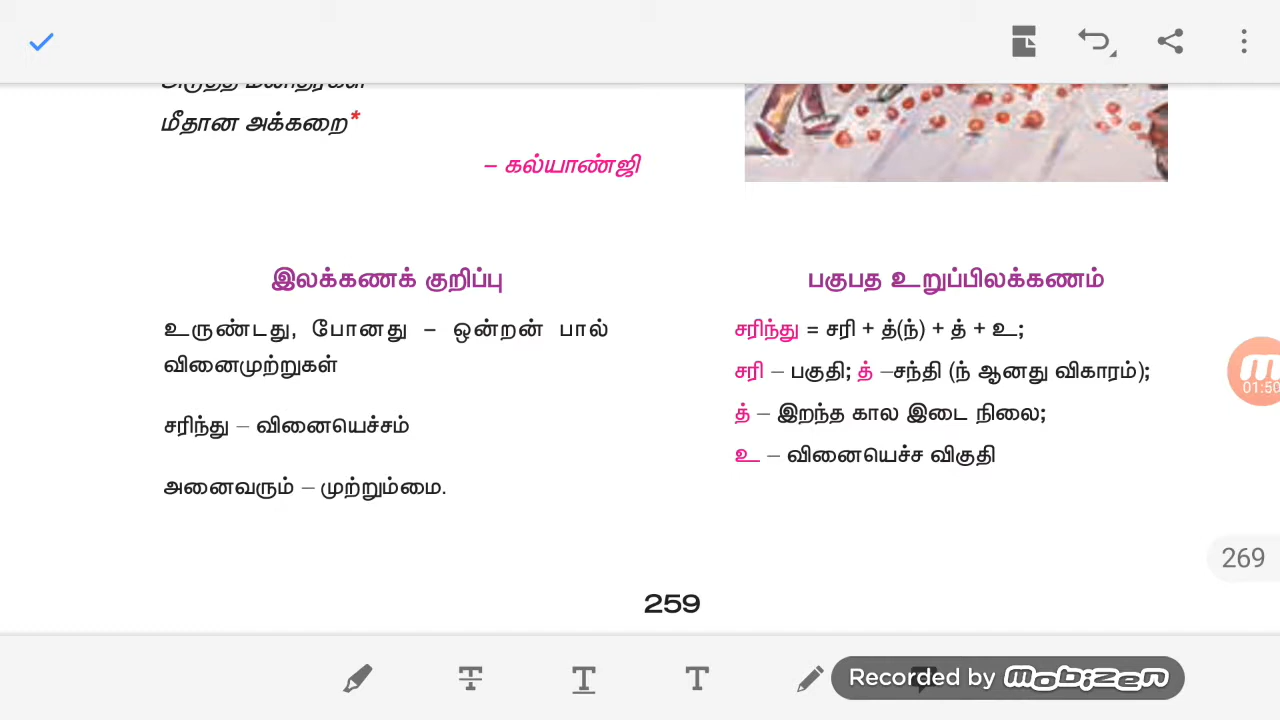 மீதான அக்கறை*
– கல்யாண்ஜி
இலக்கணக் குறிப்பு
உருண்டது, போனது – ஒன்றன் பால்
வினைமுற்றுகள்
சரிந்து – வினையெச்சம்
அனைவரும் – முற்றும்மை.
பகுபத உறுப்பிலக்கணம்
சரிந்து = சரி + த்(ந்) + த் + உ;
சரி – பகுதி; த் –சந்தி (ந் ஆனது விகாரம்);
த் – இறந்த கால இடை நிலை;
உ – வினையெச்ச விகுதி
01:50
269
259
T T T
Recorded by mobizen